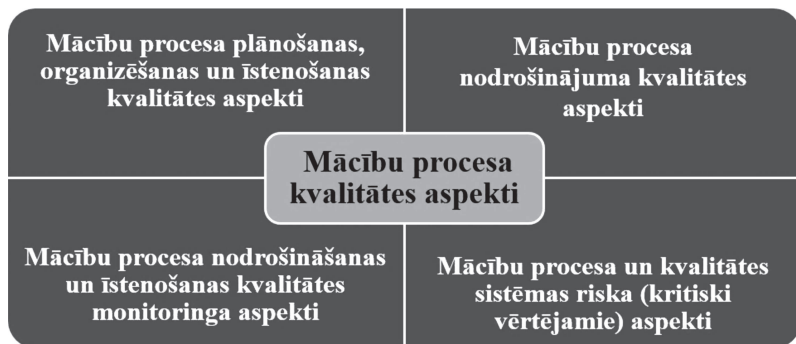 Mācību procesa plānošanas,
organizēšanas un īstenošanas
kvalitātes aspekti
Mācību procesa
nodrošinājuma kvalitātes
aspekti
Mācību procesa
kvalitātes aspekti
Mācību procesa nodrošināšanas
un īstenošanas kvalitātes
monitoringa aspekti
Mācību procesa un kvalitātes
sistēmas riska (kritiski
vērtējamie) aspekti